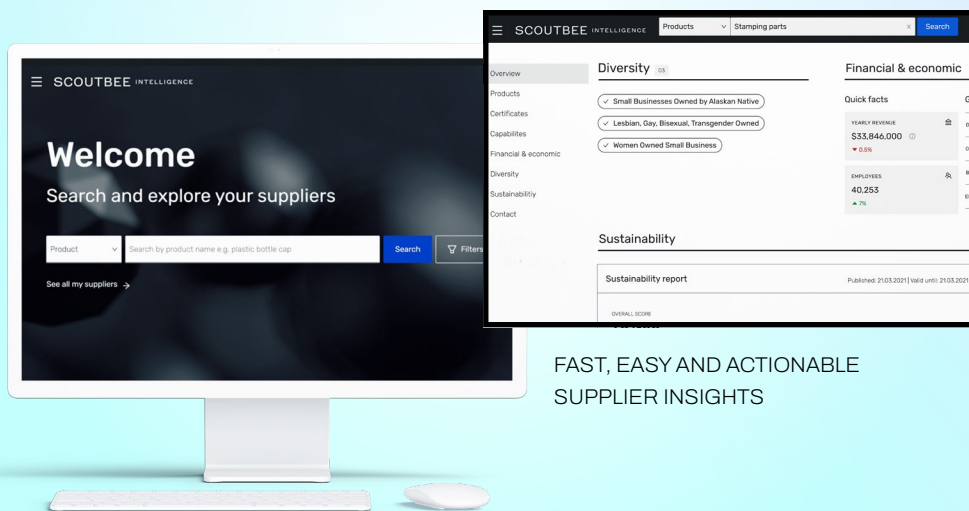 SCOUTBEE INTELLIGENCE
Welcome
Search and explore your suppliers
Product
Search by product name e.g. plastic bottle cap
Search
Filters
See all my suppliers
SCOUTBEE INTELLIGENCE
Products
Stamping parts
Search
Overview
Products
Certificates
Capabilites
Financial & economic
Diversity
Sustainabilitiy
Contact
Diversity 03
Small Businesses Owned by Alaskan Native
Lesbian, Gay, Bisexual, Transgender Owned
Women Owned Small Business
Financial & economic
Quick facts
YEARLY REVENUE
$33,846,000
0.5%
EMPLOYEES
40,253
7%
Sustainability
Sustainability report
Published: 21.03.2021 | Valid until: 21.03.2021
OVERALL SCORE
FAST, EASY AND ACTIONABLE
SUPPLIER INSIGHTS